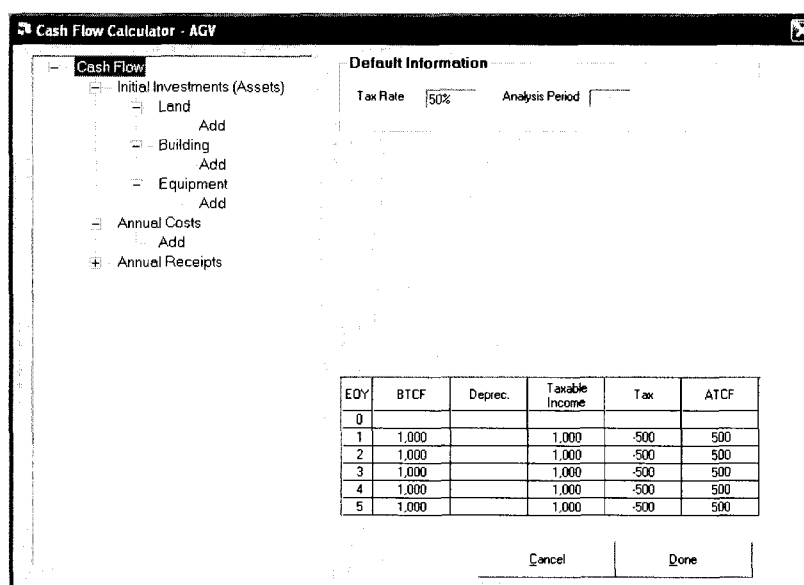 Cash Flow Calculator - AGV
Cash Flow
Initial Investments (Assets)
Land
Add
Building
Add
Equipment
Add
Annual Costs
Add
Annual Receipts
Default Information
Tax Rate 50% Analysis Period
EOY BTCF Deprec. Taxable Income Tax ATCF
0
1 1,000 1,000 -500 500
2 1,000 1,000 -500 500
3 1,000 1,000 -500 500
4 1,000 1,000 -500 500
5 1,000 1,000 -500 500
Cancel Done